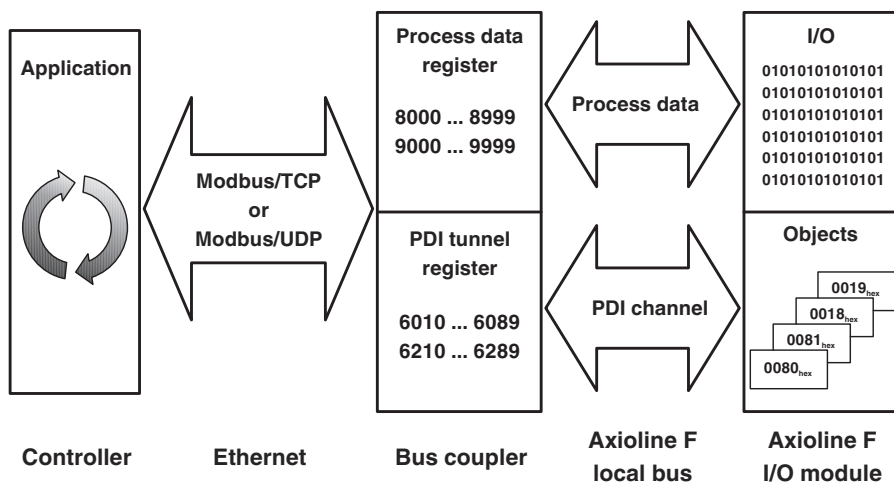 Application
Modbus/TCP
or
Modbus/UDP
Process data
register
8000 ... 8999
9000 ... 9999
PDI tunnel
register
6010 ... 6089
6210 ... 6289
Process data
PDI channel
I/O
01010101010101
01010101010101
01010101010101
01010101010101
01010101010101
01010101010101
Objects
0019hex
0018hex
0081hex
0080hex
Controller
Ethernet
Bus coupler
Axioline F
local bus
Axioline F
I/O module